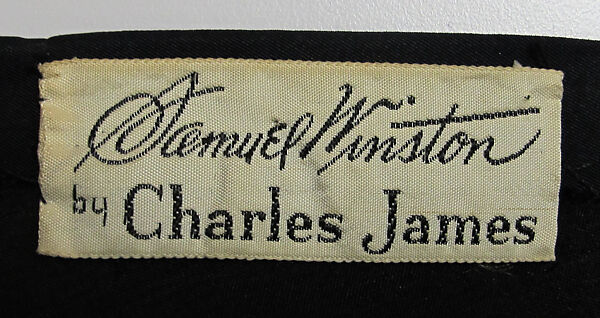 Samuel Winston
by Charles James